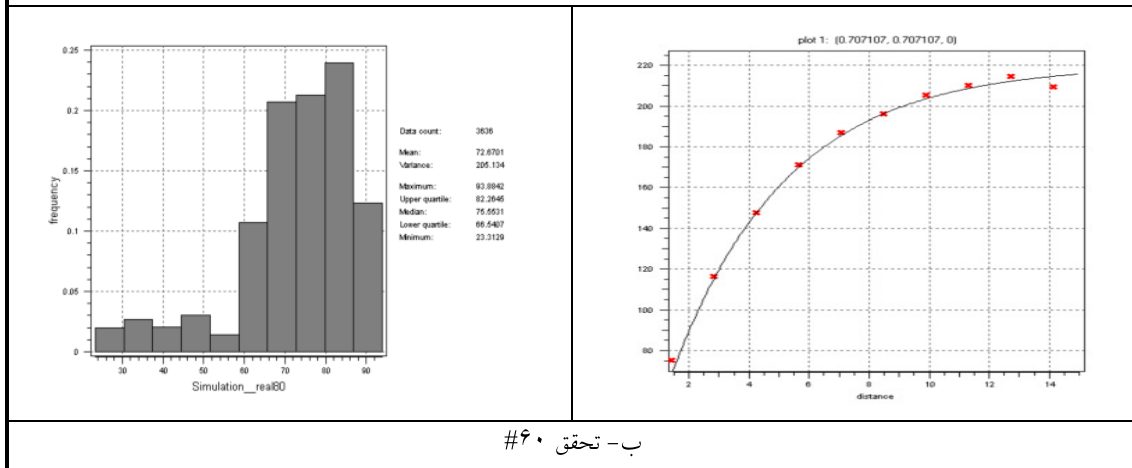 0.25
0.2
0.15
0.1
0.05
0
frequency
30 40 50 60 70 80 90
Simulation__real80
Data count: 3636
Mean: 72.6701
Variance: 205.134
Maximum: 93.8842
Upper quartile: 82.2645
Median: 75.5531
Lower quartile: 66.5407
Minimum: 23.3129
plot 1: (0.707107, 0.707107, 0)
220
200
180
160
140
120
100
80
2 4 6 8 10 12 14
distance
ب- تحقق ۶۰#